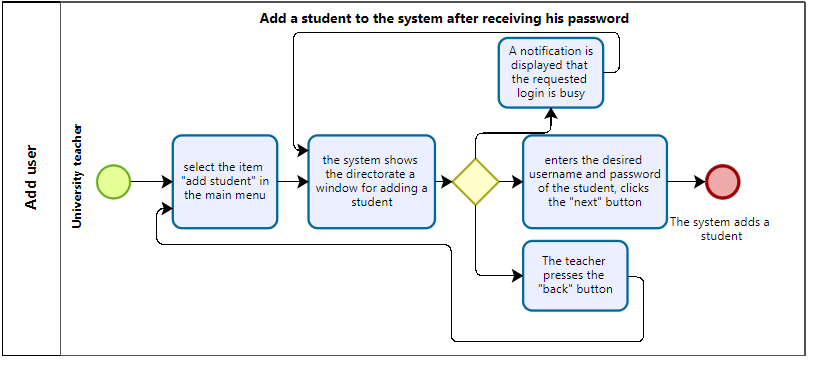 Add a student to the system after receiving his password
Add user
University teacher
select the item
"add student" in
the main menu
the system shows
the directorate a
window for adding a
student
A notification is
displayed that
the requested
login is busy
enters the desired
username and password
of the student, clicks
the "next" button
The teacher
presses the
"back" button
The system adds a
student